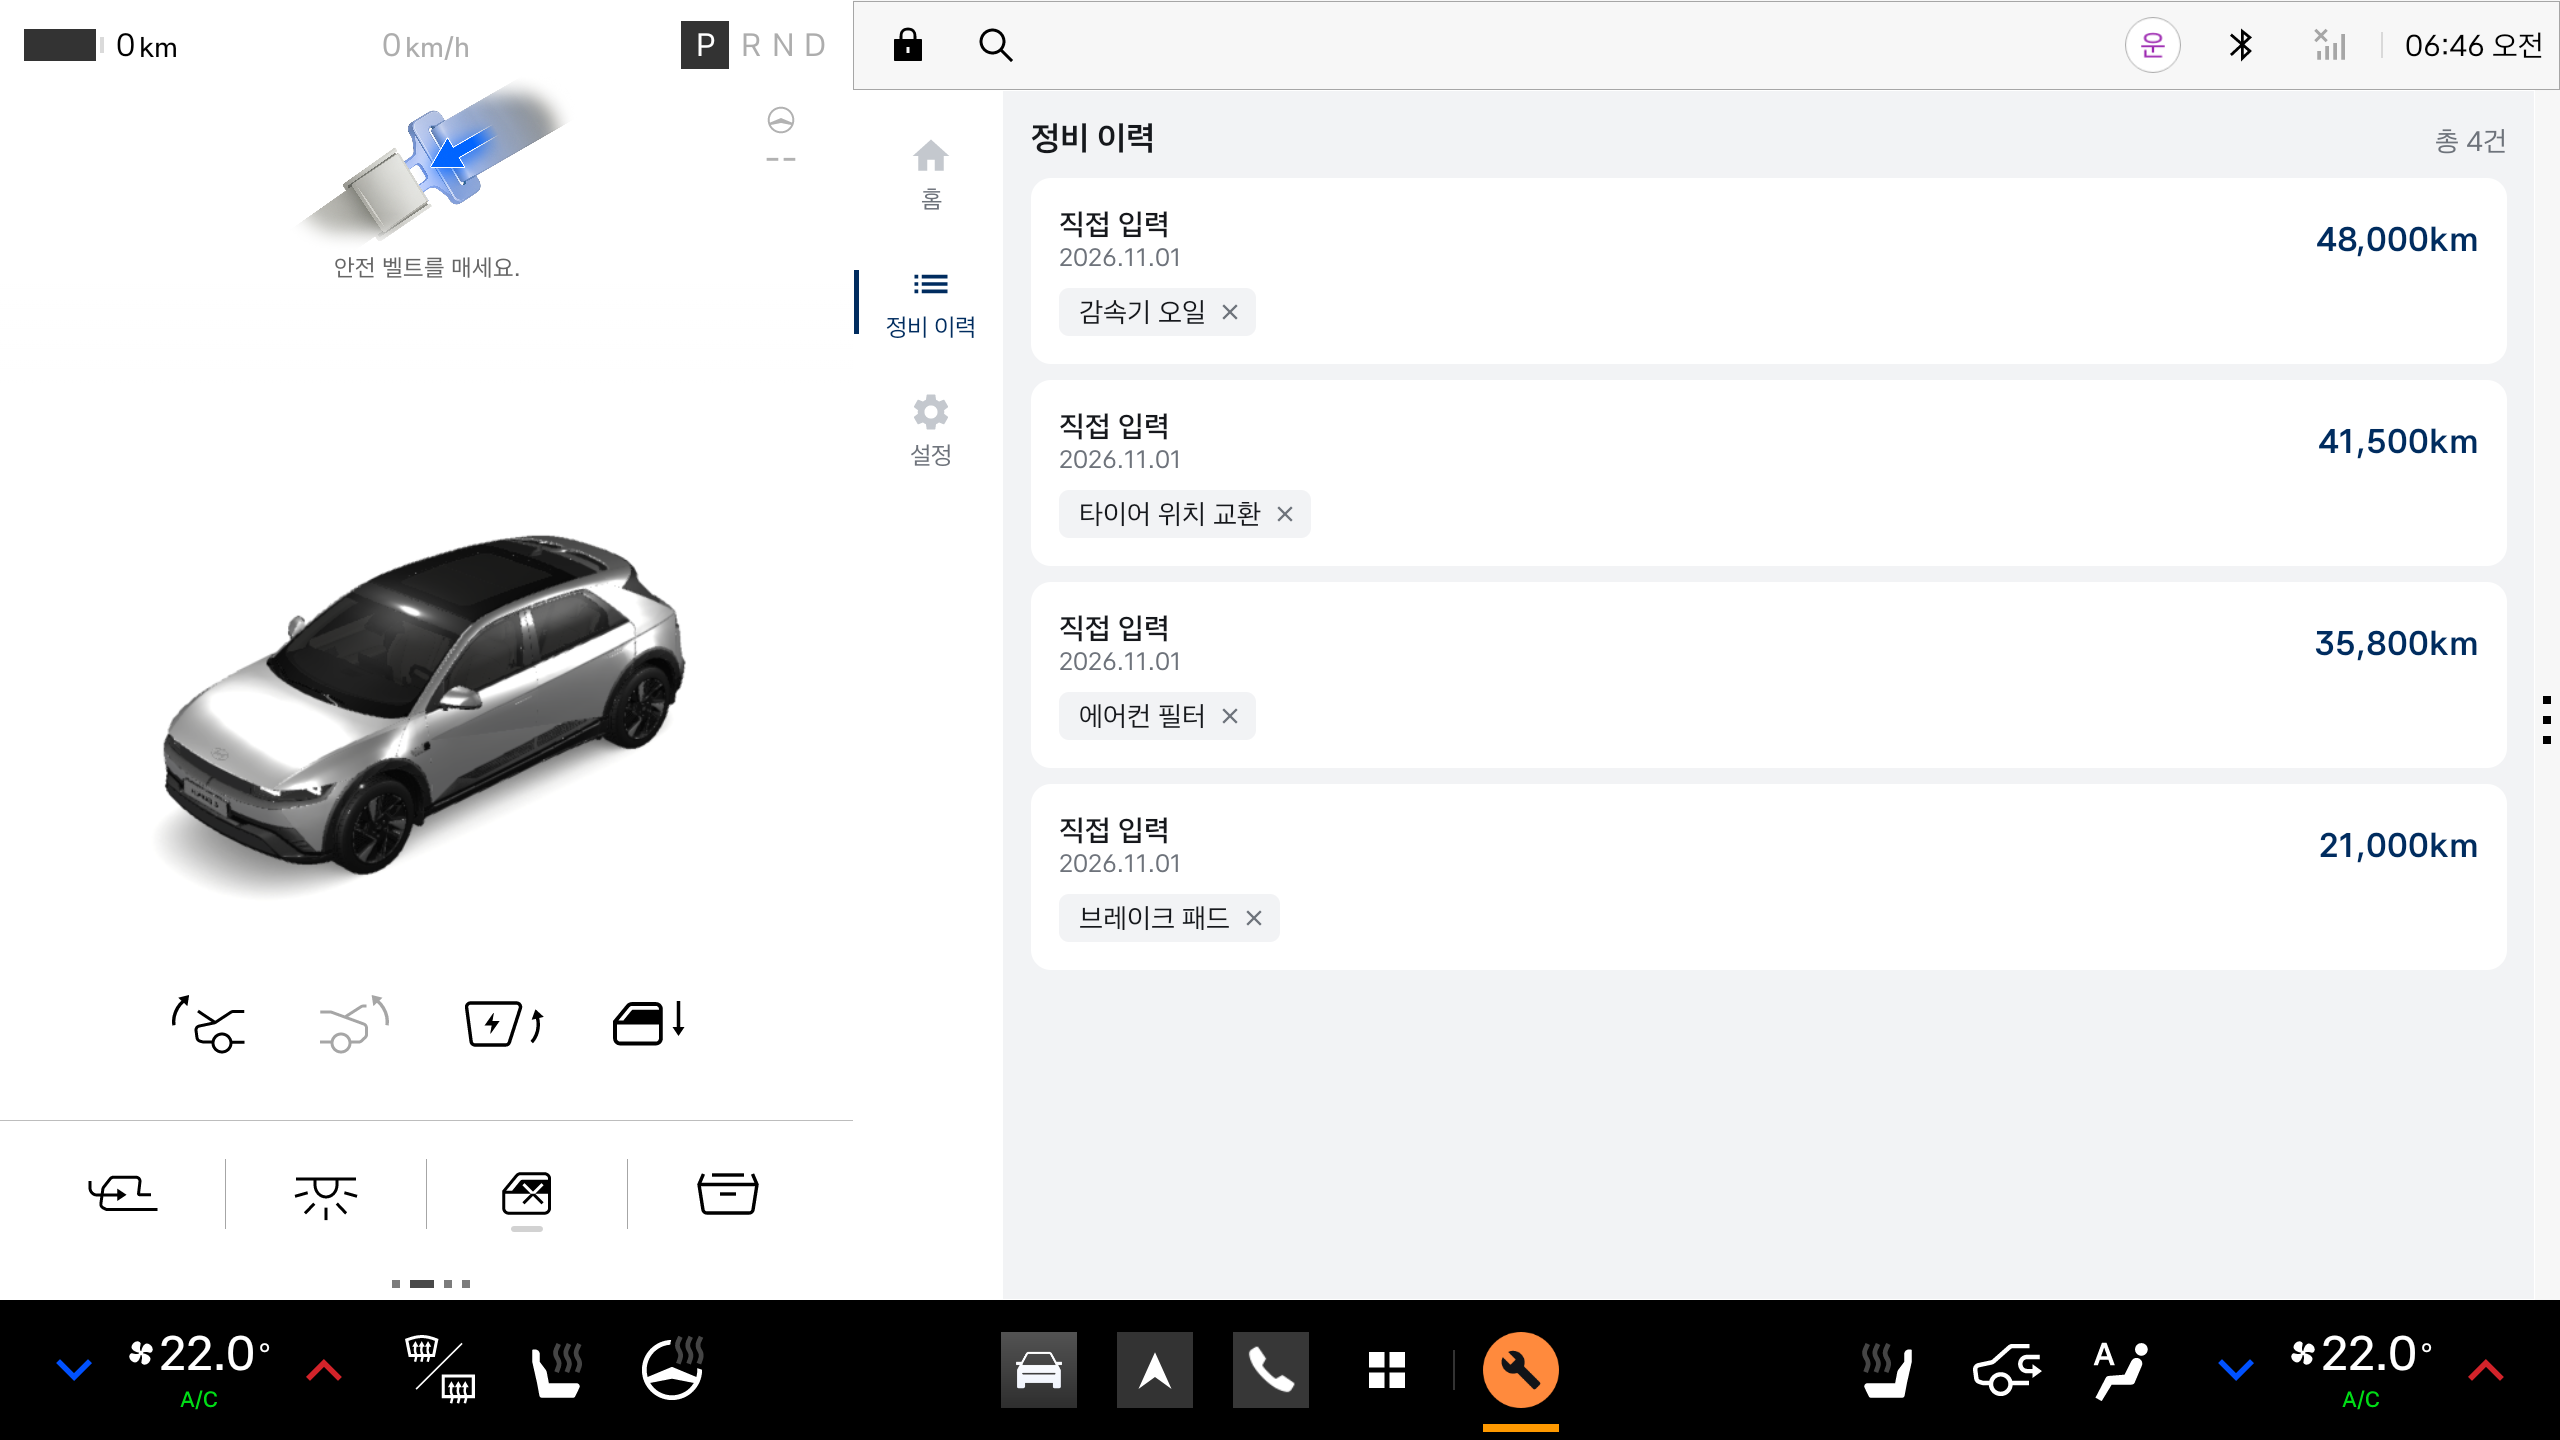 0 km
0 km/h
P R N D
운
06:46 오전
안전 벨트를 매세요.
--
홈
정비 이력
설정
정비 이력
총 4건
직접 입력
2026.11.01
48,000km
감속기 오일 ×
직접 입력
2026.11.01
41,500km
타이어 위치 교환 ×
직접 입력
2026.11.01
35,800km
에어컨 필터 ×
직접 입력
2026.11.01
21,000km
브레이크 패드 ×
22.0°
A/C
A
22.0°
A/C